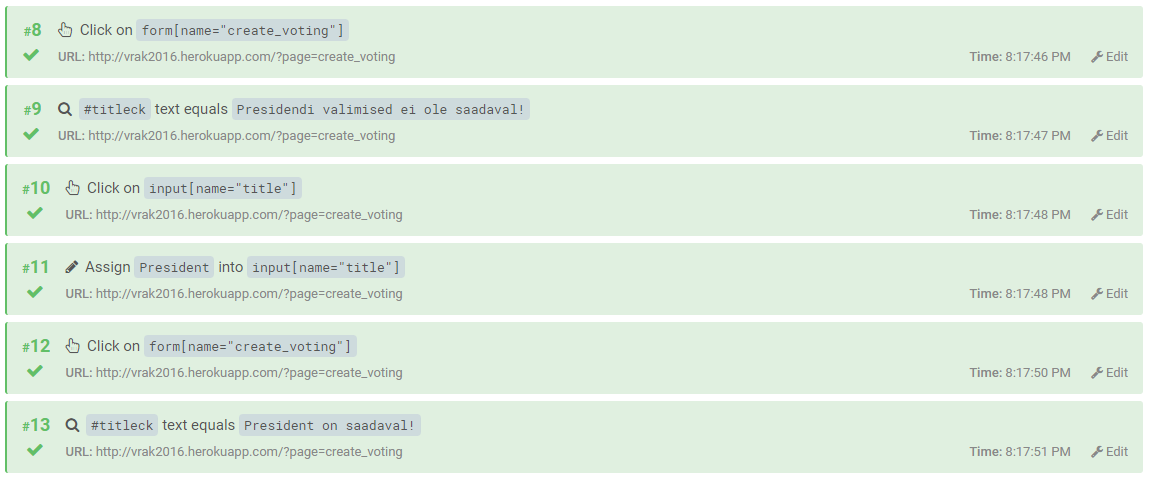 #8 Click on form[name="create_voting"]
URL: http://vrak2016.herokuapp.com/?page=create_voting Time: 8:17:46 PM Edit
#9 #titleck text equals Presidendi valimised ei ole saadaval!
URL: http://vrak2016.herokuapp.com/?page=create_voting Time: 8:17:47 PM Edit
#10 Click on input[name="title"]
URL: http://vrak2016.herokuapp.com/?page=create_voting Time: 8:17:48 PM Edit
#11 Assign President into input[name="title"]
URL: http://vrak2016.herokuapp.com/?page=create_voting Time: 8:17:48 PM Edit
#12 Click on form[name="create_voting"]
URL: http://vrak2016.herokuapp.com/?page=create_voting Time: 8:17:50 PM Edit
#13 #titleck text equals President on saadaval!
URL: http://vrak2016.herokuapp.com/?page=create_voting Time: 8:17:51 PM Edit